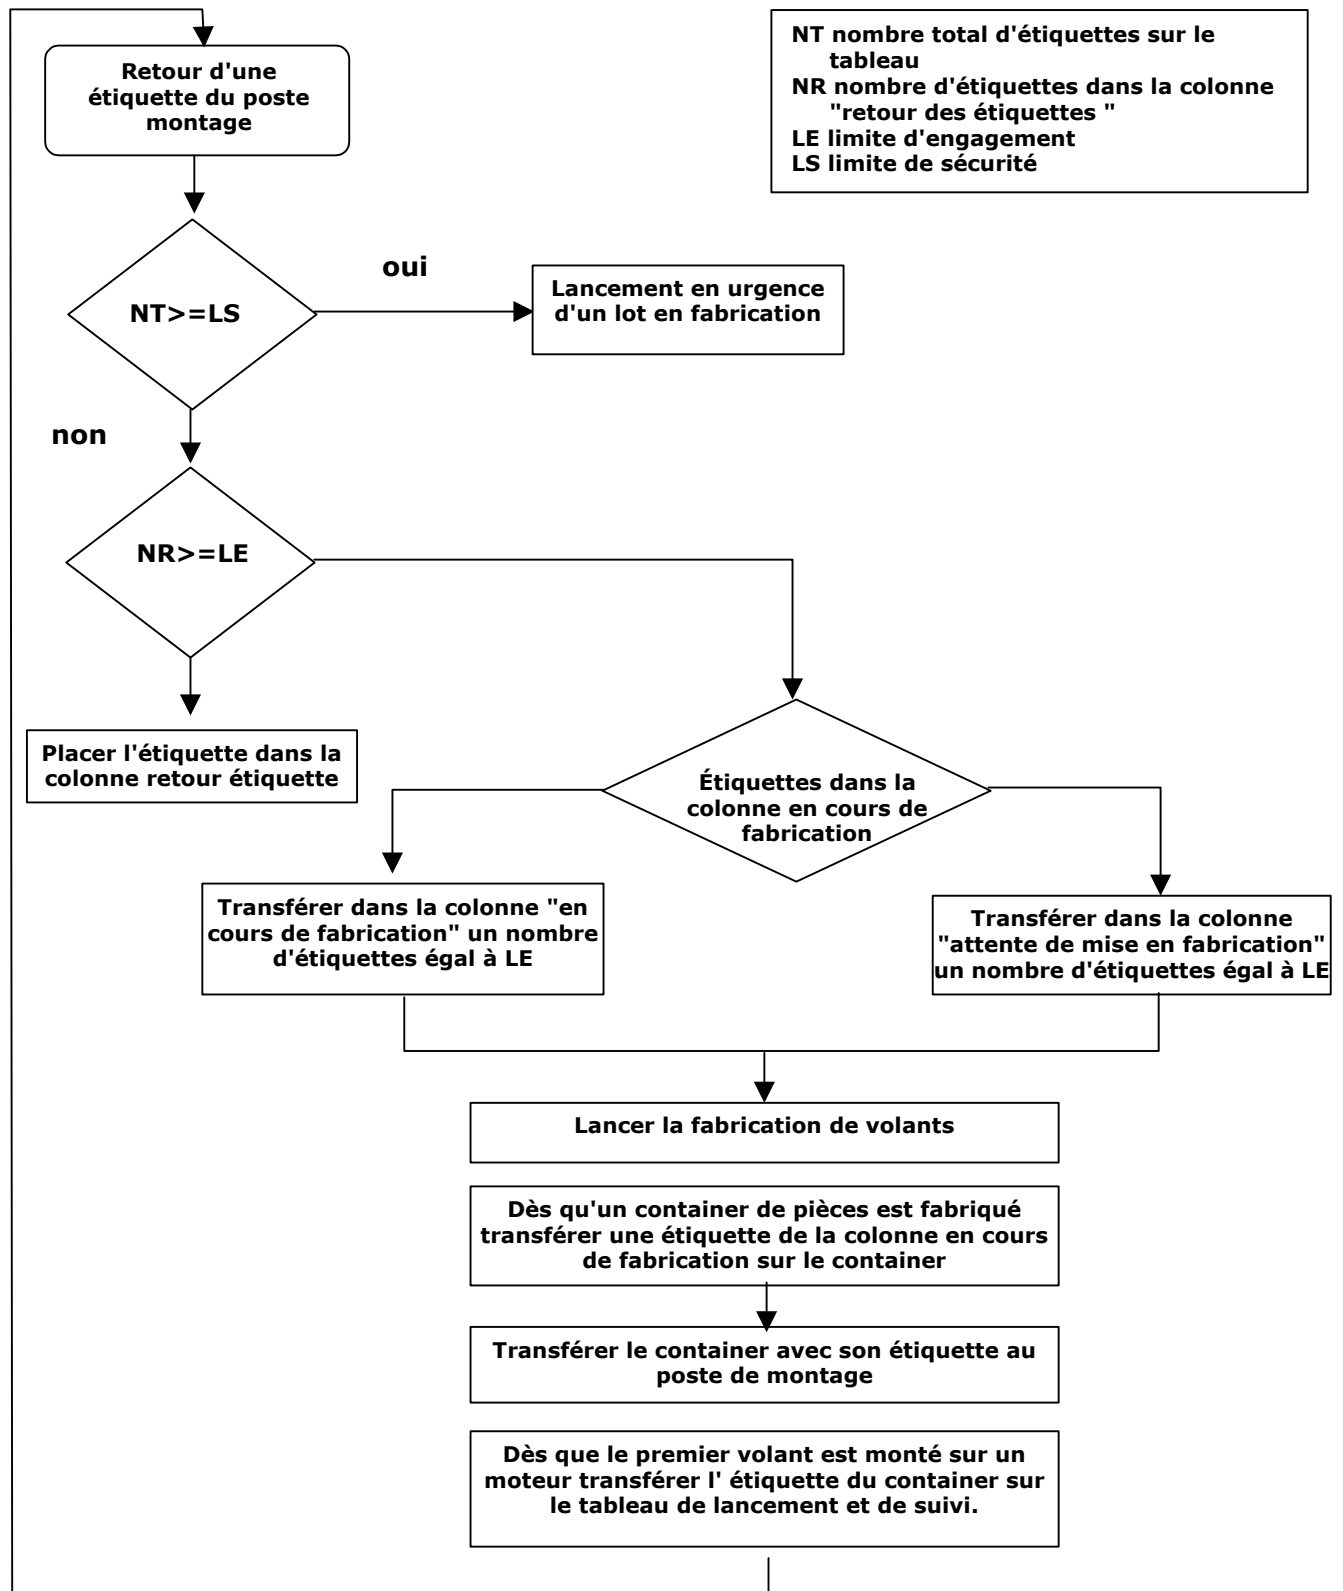 Retour d'une
étiquette du poste
montage
NT nombre total d'étiquettes sur le
tableau
NR nombre d'étiquettes dans la colonne
"retour des étiquettes "
LE limite d'engagement
LS limite de sécurité
NT>=LS
oui
Lancement en urgence
d'un lot en fabrication
non
NR>=LE
Placer l'étiquette dans la
colonne retour étiquette
Étiquettes dans la
colonne en cours de
fabrication
Transférer dans la colonne "en
cours de fabrication" un nombre
d'étiquettes égal à LE
Transférer dans la colonne
"attente de mise en fabrication"
un nombre d'étiquettes égal à LE
Lancer la fabrication de volants
Dès qu'un container de pièces est fabriqué
transférer une étiquette de la colonne en cours
de fabrication sur le container
Transférer le container avec son étiquette au
poste de montage
Dès que le premier volant est monté sur un
moteur transférer l' étiquette du container sur
le tableau de lancement et de suivi.